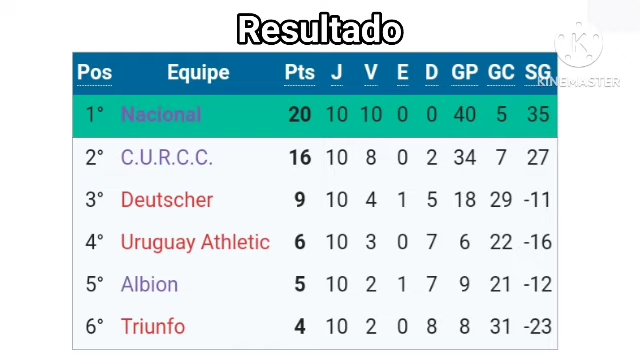 Resultado
KINEMASTER
Pos Equipe Pts J V E D GP GC SG
1° Nacional 20 10 10 0 0 40 5 35
2° C.U.R.C.C. 16 10 8 0 2 34 7 27
3° Deutscher 9 10 4 1 5 18 29 -11
4° Uruguay Athletic 6 10 3 0 7 6 22 -16
5° Albion 5 10 2 1 7 9 21 -12
6° Triunfo 4 10 2 0 8 8 31 -23